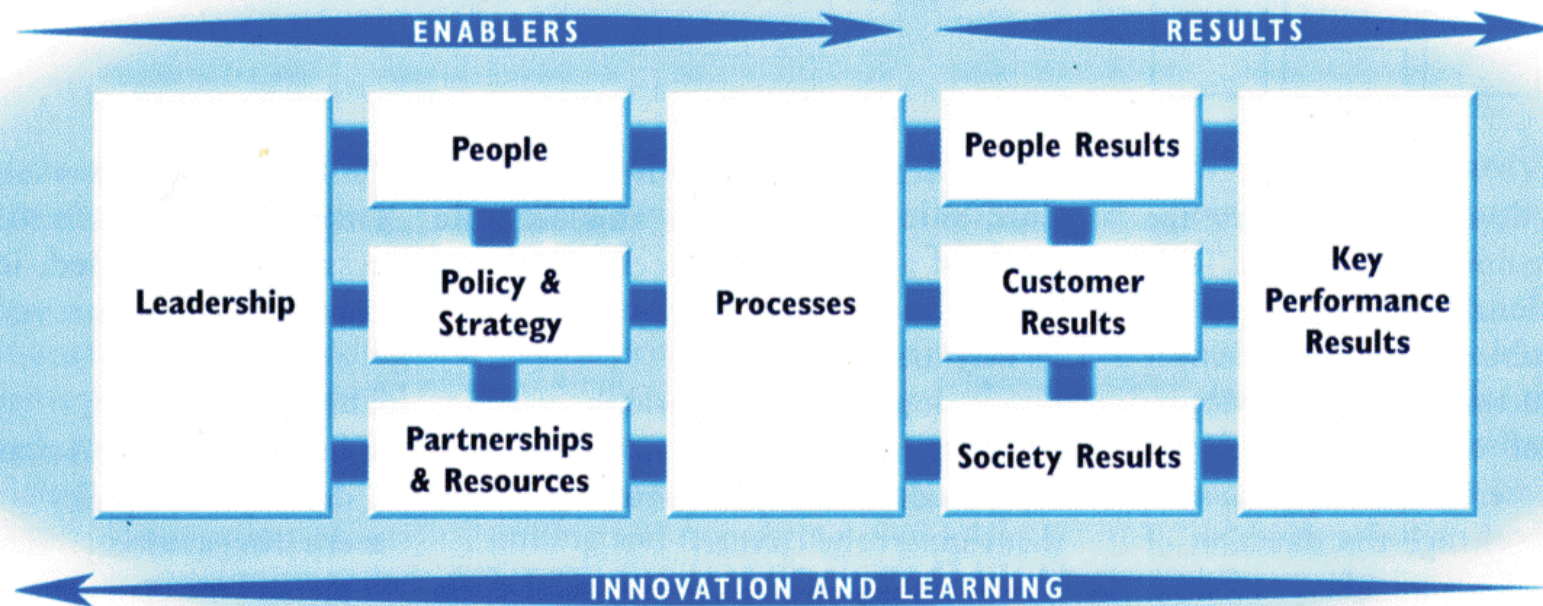 ENABLERS
RESULTS
Leadership
People
Policy &
Strategy
Partnerships
& Resources
Processes
People Results
Customer
Results
Society Results
Key
Performance
Results
INNOVATION AND LEARNING